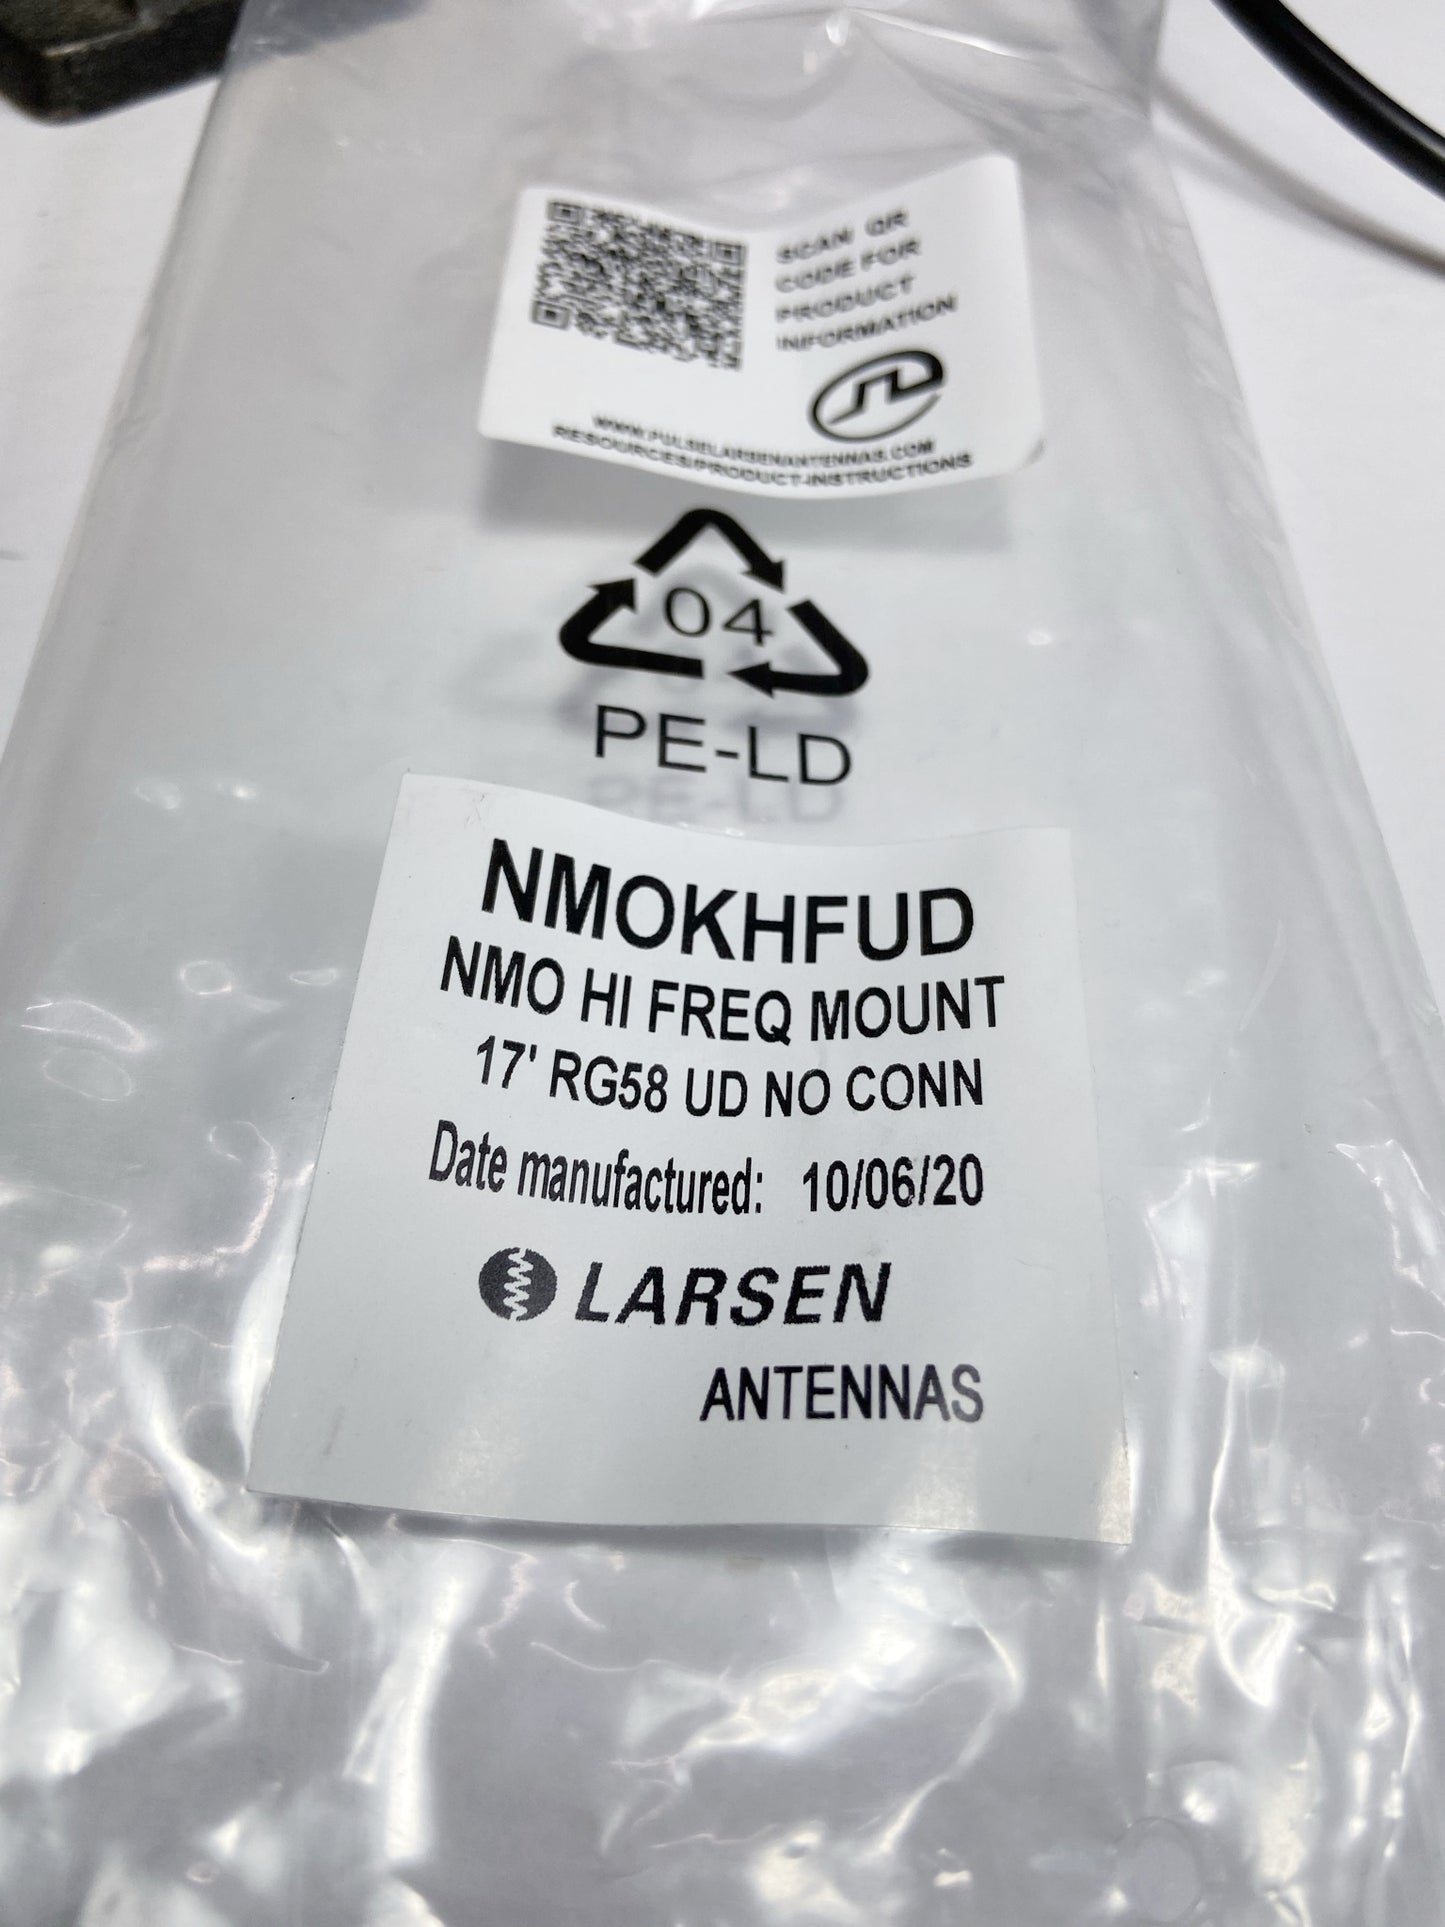 SCAN QR
CODE FOR
PRODUCT
INFORMATION
WWW.PULSELARSENANTENNAS.COM
RESOURCES/PRODUCT-INSTRUCTIONS
04
PE-LD
NMOKHFUD
NMO HI FREQ MOUNT
17' RG58 UD NO CONN
Date manufactured: 10/06/20
LARSEN
ANTENNAS